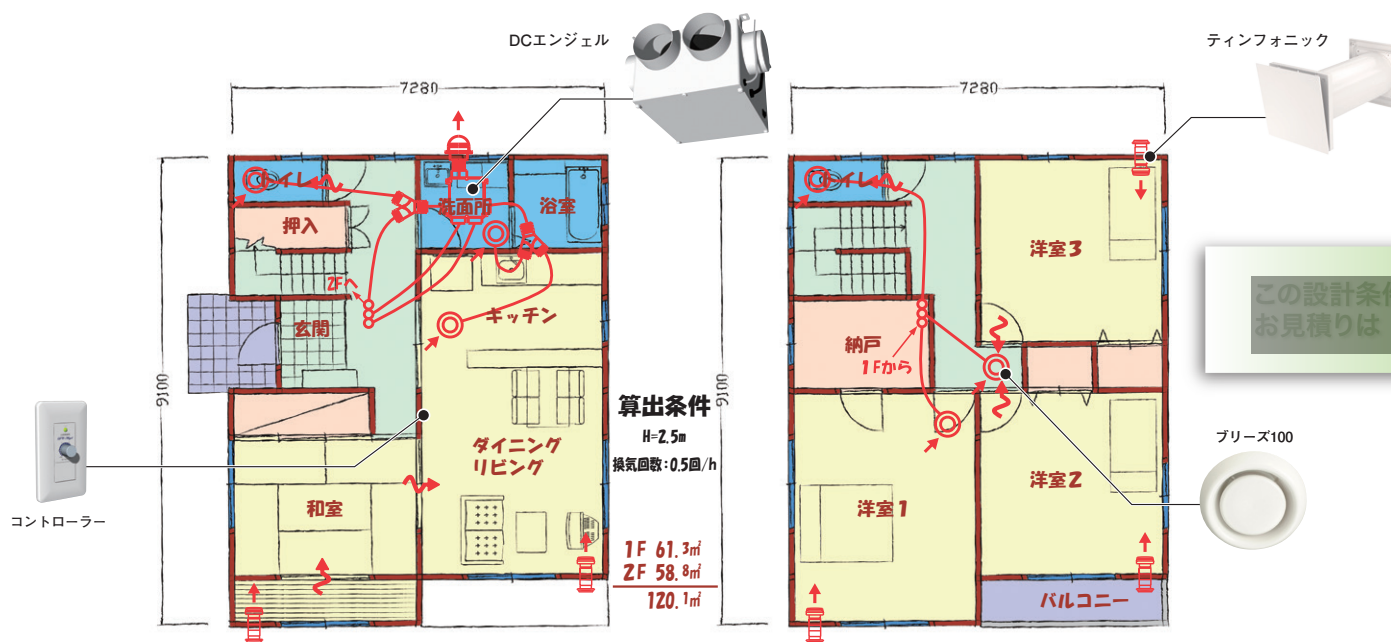 DCエンジェル
ティンフォニック
7280
7280
トイレ
洗面所
浴室
押入
2Fへ
玄関
キッチン
9100
算出条件
H=2.5m
換気回数:0.5回/h
ダイニング
リビング
和室
コントローラー
1F 61.3㎡
2F 58.8㎡
120.1㎡
トイレ
洋室3
納戸
1Fから
9100
洋室1
洋室2
バルコニー
この設計条件
お見積りは
ブリーズ100